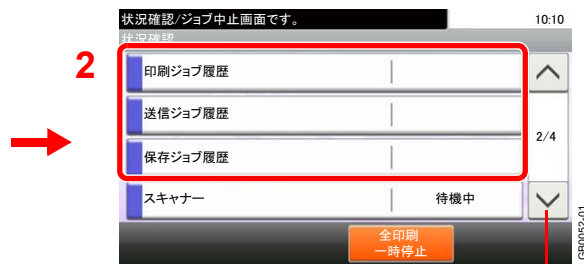 状況確認/ジョブ中止画面です。
10:10
状況確認
2
印刷ジョブ履歴
送信ジョブ履歴
2/4
保存ジョブ履歴
スキャナー
待機中
全印刷
一時停止
GB0052-01